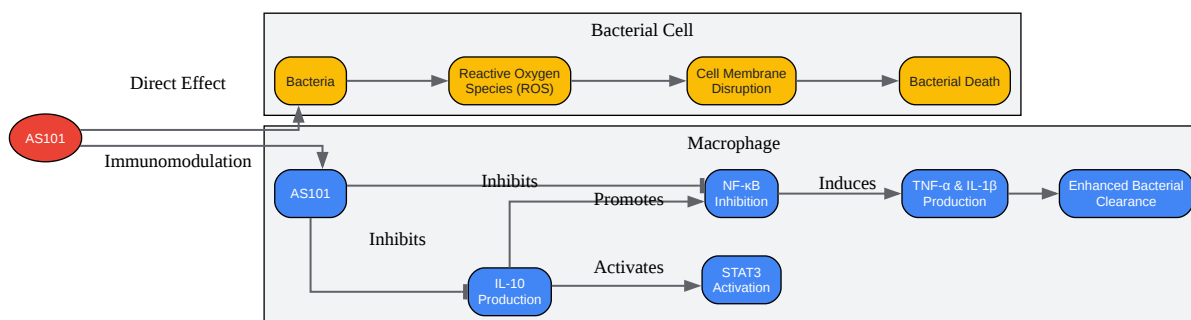 Bacterial Cell
Direct Effect
Bacteria
Reactive Oxygen
Species (ROS)
Cell Membrane
Disruption
Bacterial Death
AS101
Immunomodulation
Macrophage
AS101
Inhibits
NF-κB
Inhibition
Induces
TNF-α & IL-1β
Production
Enhanced Bacterial
Clearance
Promotes
Inhibits
IL-10
Production
Activates
STAT3
Activation